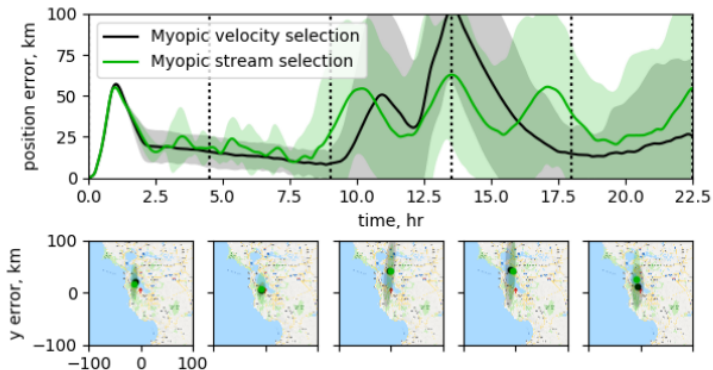 100
75
50
25
0
position error, km
Myopic velocity selection
Myopic stream selection
0.0 2.5 5.0 7.5 10.0 12.5 15.0 17.5 20.0 22.5
time, hr
100
0
−100
y error, km
−100 0 100